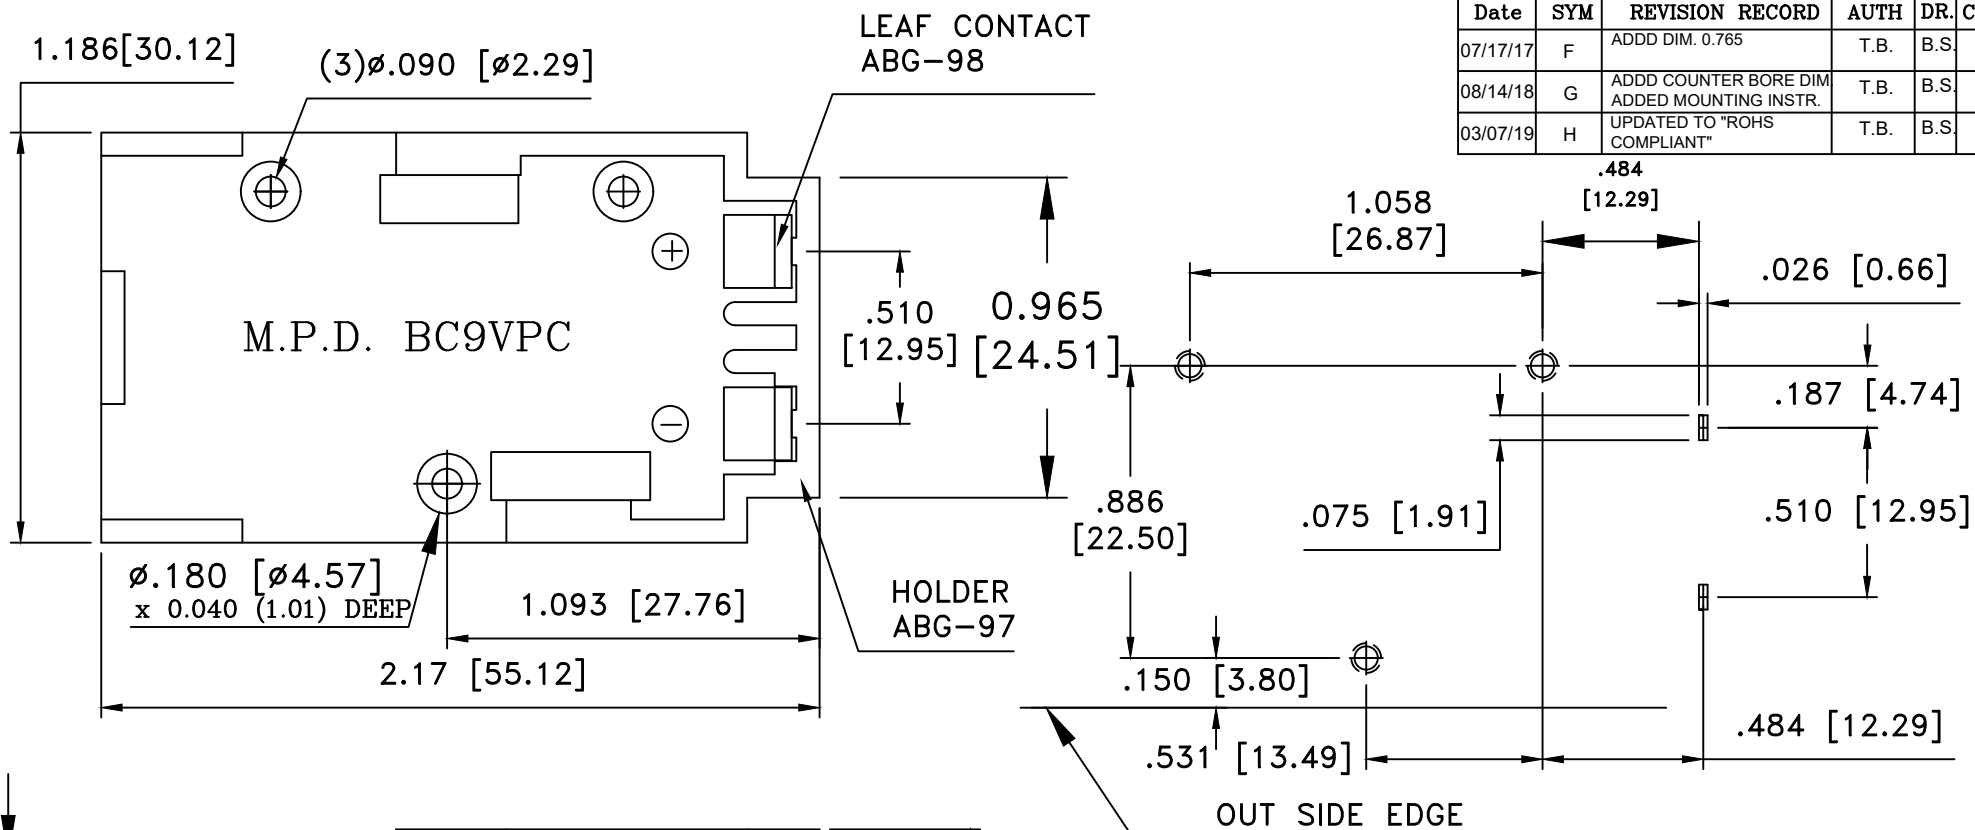 1.186[30.12]
(3)ø.090 [ø2.29]
LEAF CONTACT
ABG-98
Date SYM REVISION RECORD AUTH DR.
07/17/17 F ADDD DIM. 0.765 T.B. B.S.
08/14/18 G ADDD COUNTER BORE DIM
ADDED MOUNTING INSTR. T.B. B.S.
03/07/19 H UPDATED TO "ROHS
COMPLIANT" T.B. B.S.
.484
[12.29]
1.058
[26.87]
.026 [0.66]
+
M.P.D. BC9VPC
.510
[12.95]
0.965
[24.51]
.187 [4.74]
−
.886
[22.50]
.075 [1.91]
.510 [12.95]
ø.180 [ø4.57]
x 0.040 (1.01) DEEP
1.093 [27.76]
HOLDER
ABG-97
2.17 [55.12]
.150 [3.80]
.531 [13.49]
.484 [12.29]
OUT SIDE EDGE